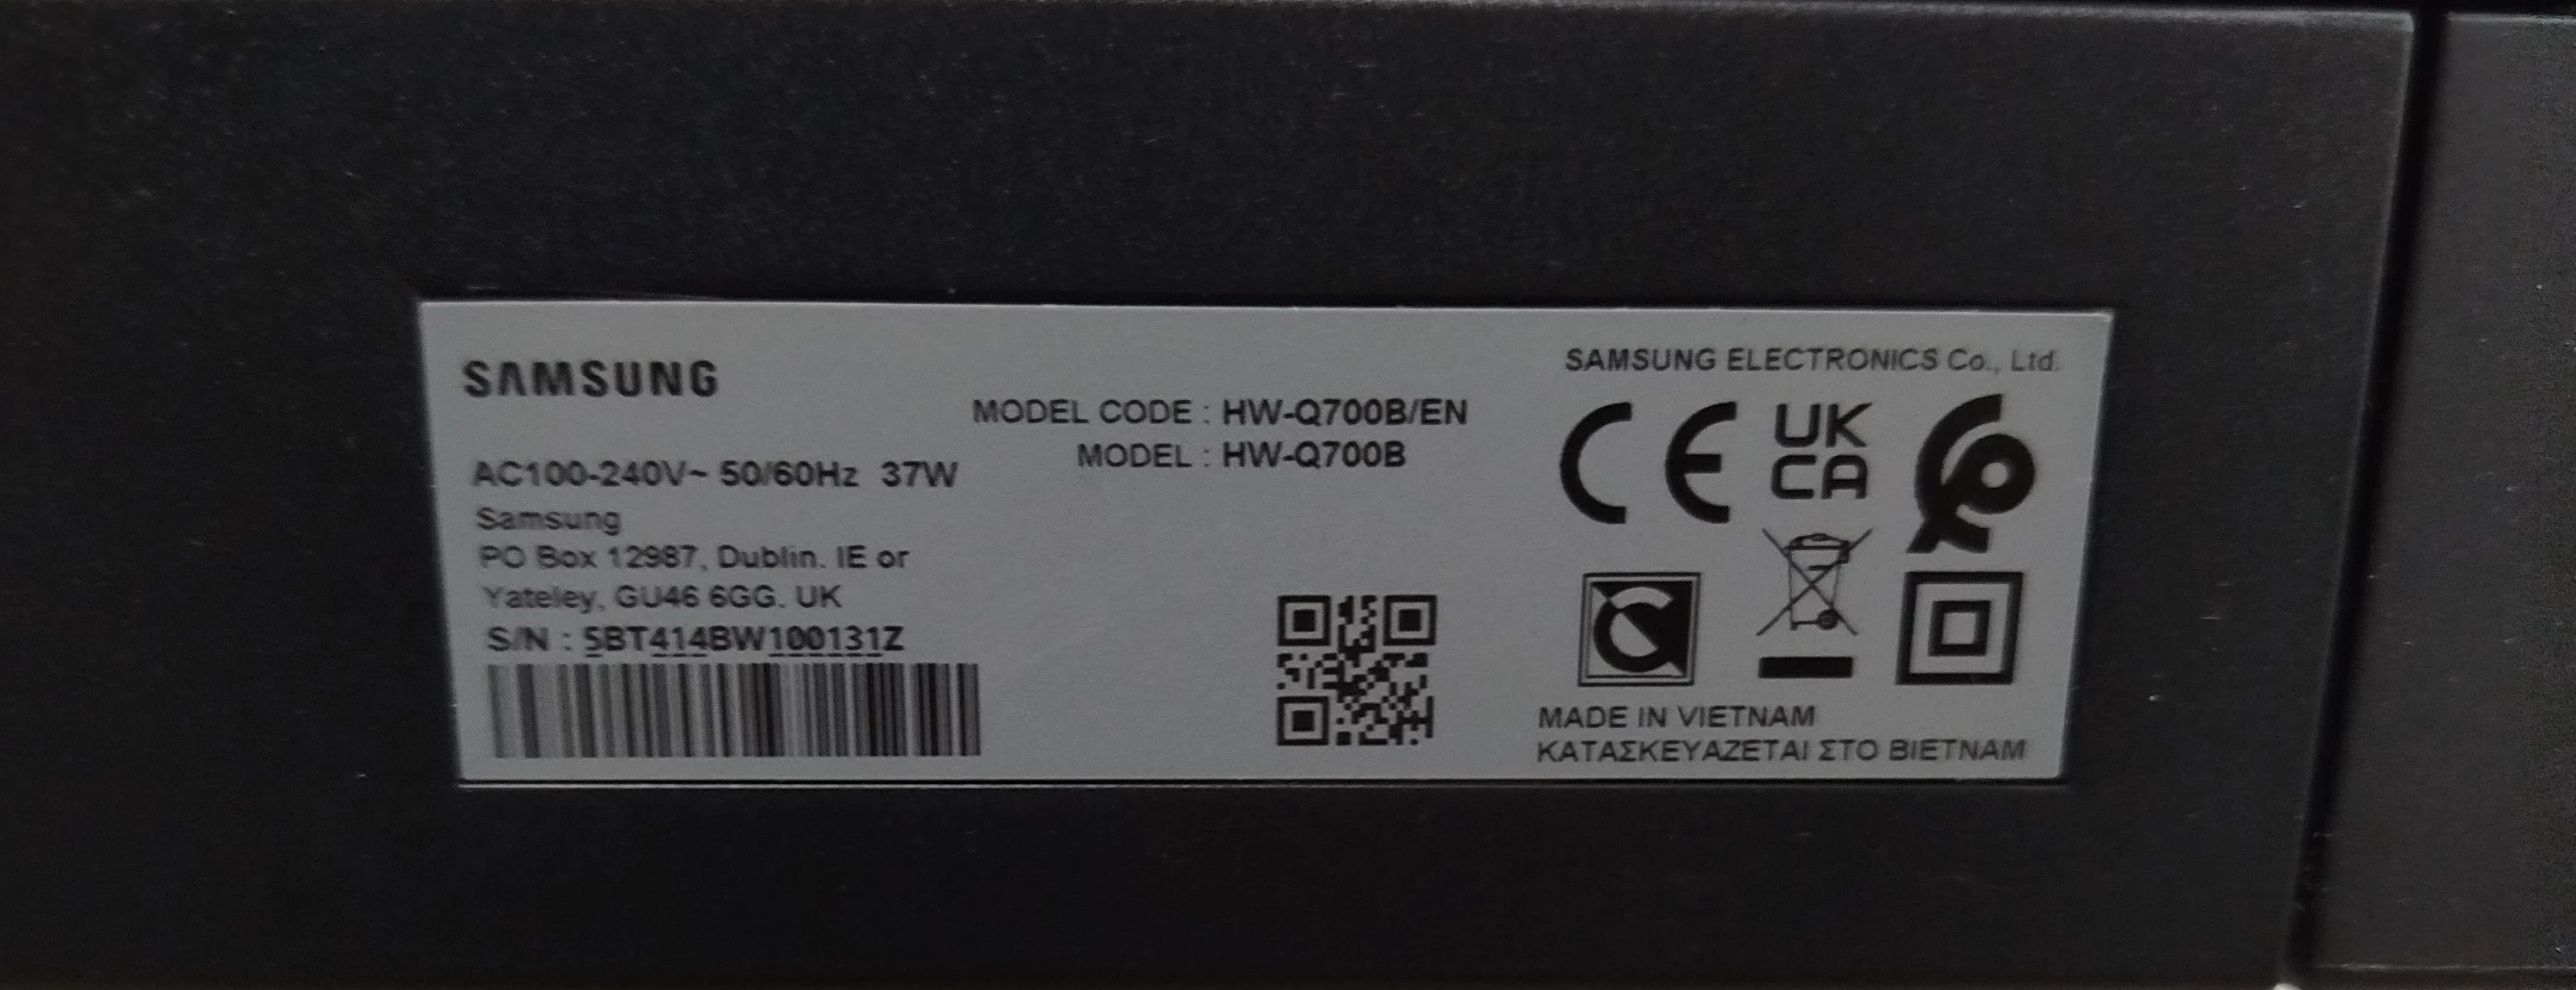 SAMSUNG
AC100-240V~ 50/60Hz 37W
Samsung
PO Box 12987, Dublin. IE or
Yateley, GU46 6GG. UK
S/N : 5BT414BW100131Z
MODEL CODE : HW-Q700B/EN
MODEL : HW-Q700B
SAMSUNG ELECTRONICS Co., Ltd.
CE
UK
CA
MADE IN VIETNAM
ΚΑΤΑΣΚΕΥΑΖΕΤΑΙ ΣΤΟ ΒΙΕΤΝΑΜ